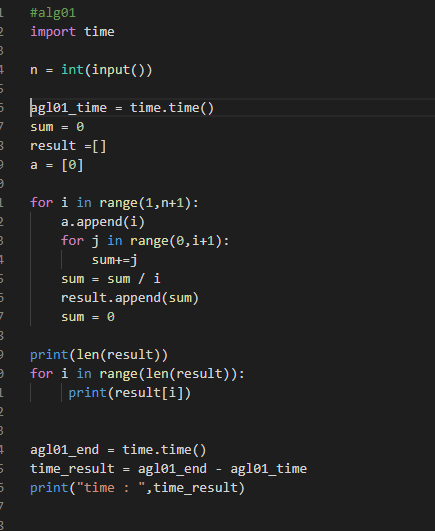 1 #alg01
2 import time
3
4 n = int(input())
5
6 agl01_time = time.time()
7 sum = 0
8 result =[]
9 a = [0]
0
1 for i in range(1,n+1):
2 a.append(i)
3 for j in range(0,i+1):
4 sum+=j
5 sum = sum / i
6 result.append(sum)
7 sum = 0
8
9 print(len(result))
0 for i in range(len(result)):
1 print(result[i])
2
3
4 agl01_end = time.time()
5 time_result = agl01_end - agl01_time
6 print("time : ",time_result)
7
8